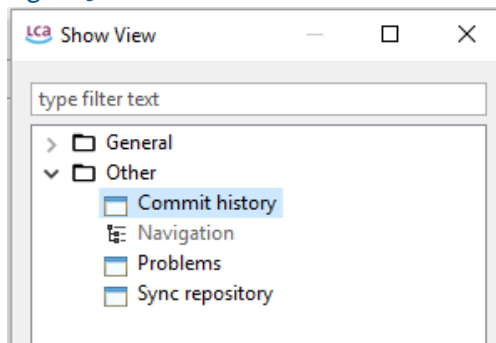 LCA Show View
type filter text
General
Other
Commit history
Navigation
Problems
Sync repository